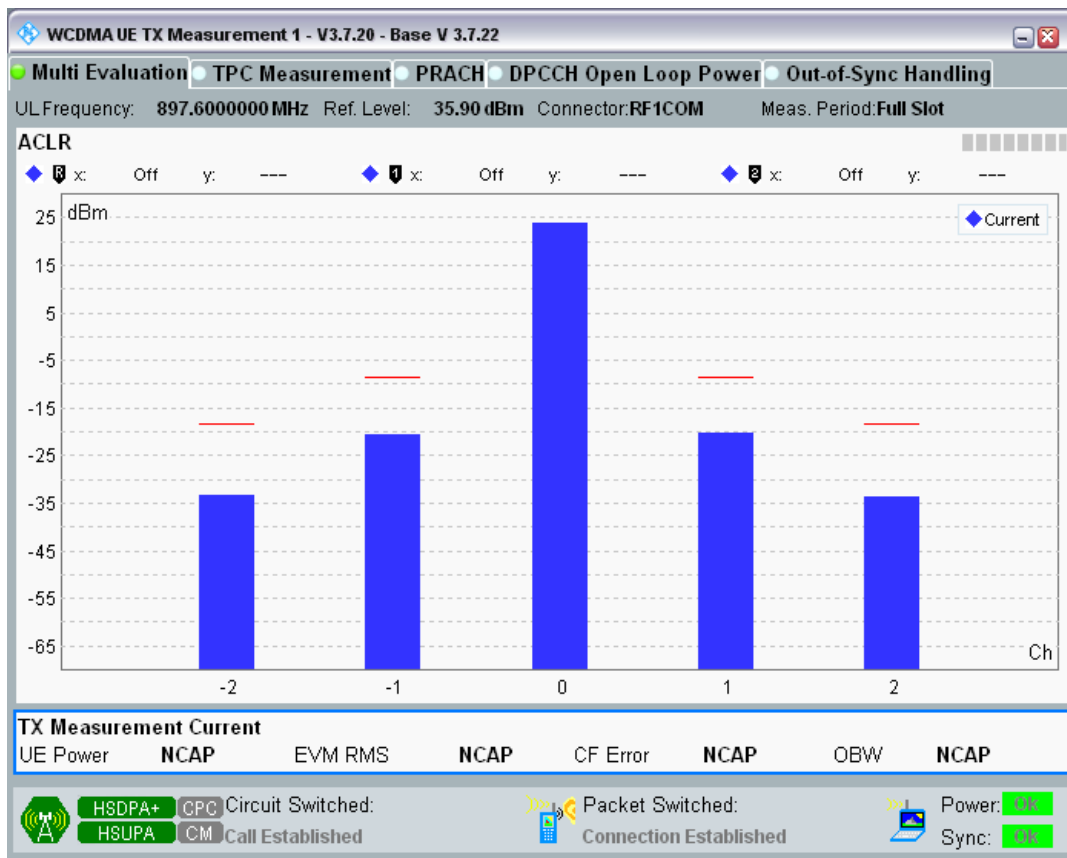 WCDMA UE TX Measurement 1 - V3.7.20 - Base V 3.7.22
Multi Evaluation TPC Measurement PRACH DPCCH Open Loop Power Out-of-Sync Handling
UL Frequency: 897.6000000 MHz Ref. Level: 35.90 dBm Connector:RF1COM Meas. Period:Full Slot
ACLR
R x: Off y: --- 1 x: Off y: --- 2 x: Off y: ---
dBm
Current
25
15
5
-5
-15
-25
-35
-45
-55
-65
Ch
-2 -1 0 1 2
TX Measurement Current
UE Power NCAP EVM RMS NCAP CF Error NCAP OBW NCAP
HSDPA+ CPC Circuit Switched: Packet Switched: Power: Ok
HSUPA CM Call Established Connection Established Sync: Ok